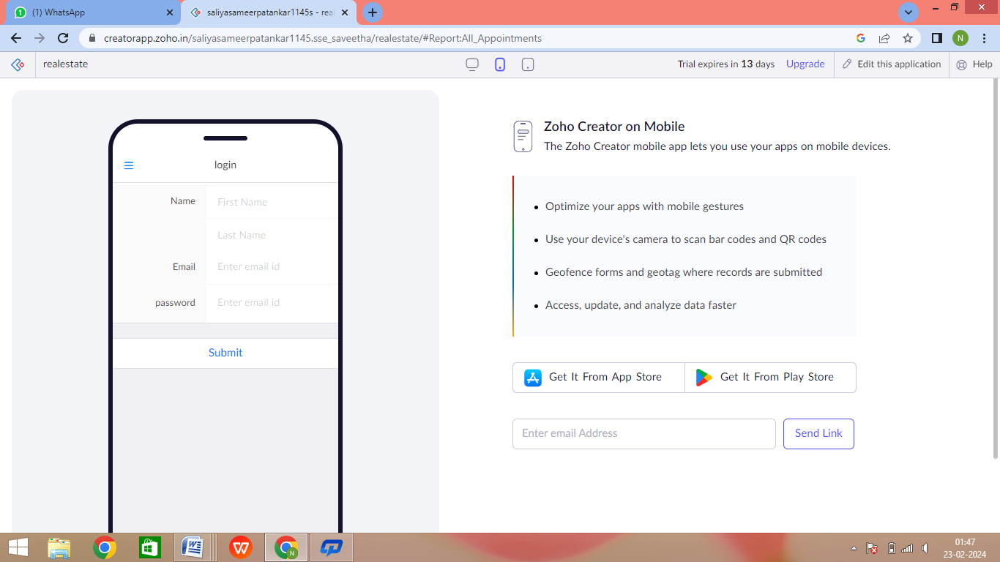 1 (1) WhatsApp
saliyasameerpatankar1145s - real
creatorapp.zoho.in/saliyasameerpatankar1145.sse_saveetha/realestate/#Report:All_Appointments
G
N
realestate
Trial expires in 13 days Upgrade Edit this application Help
login
Name First Name
Last Name
Email Enter email id
password Enter email id
Submit
Zoho Creator on Mobile
The Zoho Creator mobile app lets you use your apps on mobile devices.
Optimize your apps with mobile gestures
Use your device's camera to scan bar codes and QR codes
Geofence forms and geotag where records are submitted
Access, update, and analyze data faster
Get It From App Store
Get It From Play Store
Enter email Address
Send Link
W
W
N
01:47
23-02-2024